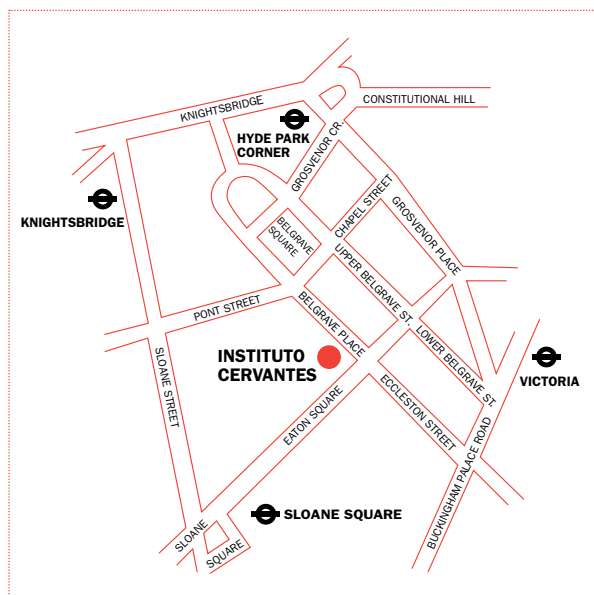 KNIGHTSBRIDGE
CONSTITUTIONAL HILL
HYDE PARK
CORNER
GROSVENOR CR.
KNIGHTSBRIDGE
CHAPEL STREET
GROSVENOR PLACE
BELGRAVE
SQUARE
UPPER BELGRAVE ST.
PONT STREET
BELGRAVE PLACE
LOWER BELGRAVE ST.
SLOANE STREET
INSTITUTO
CERVANTES
VICTORIA
EATON SQUARE
ECCLESTON STREET
BUCKINGHAM PALACE ROAD
SLOANE SQUARE
SLOANE
SQUARE